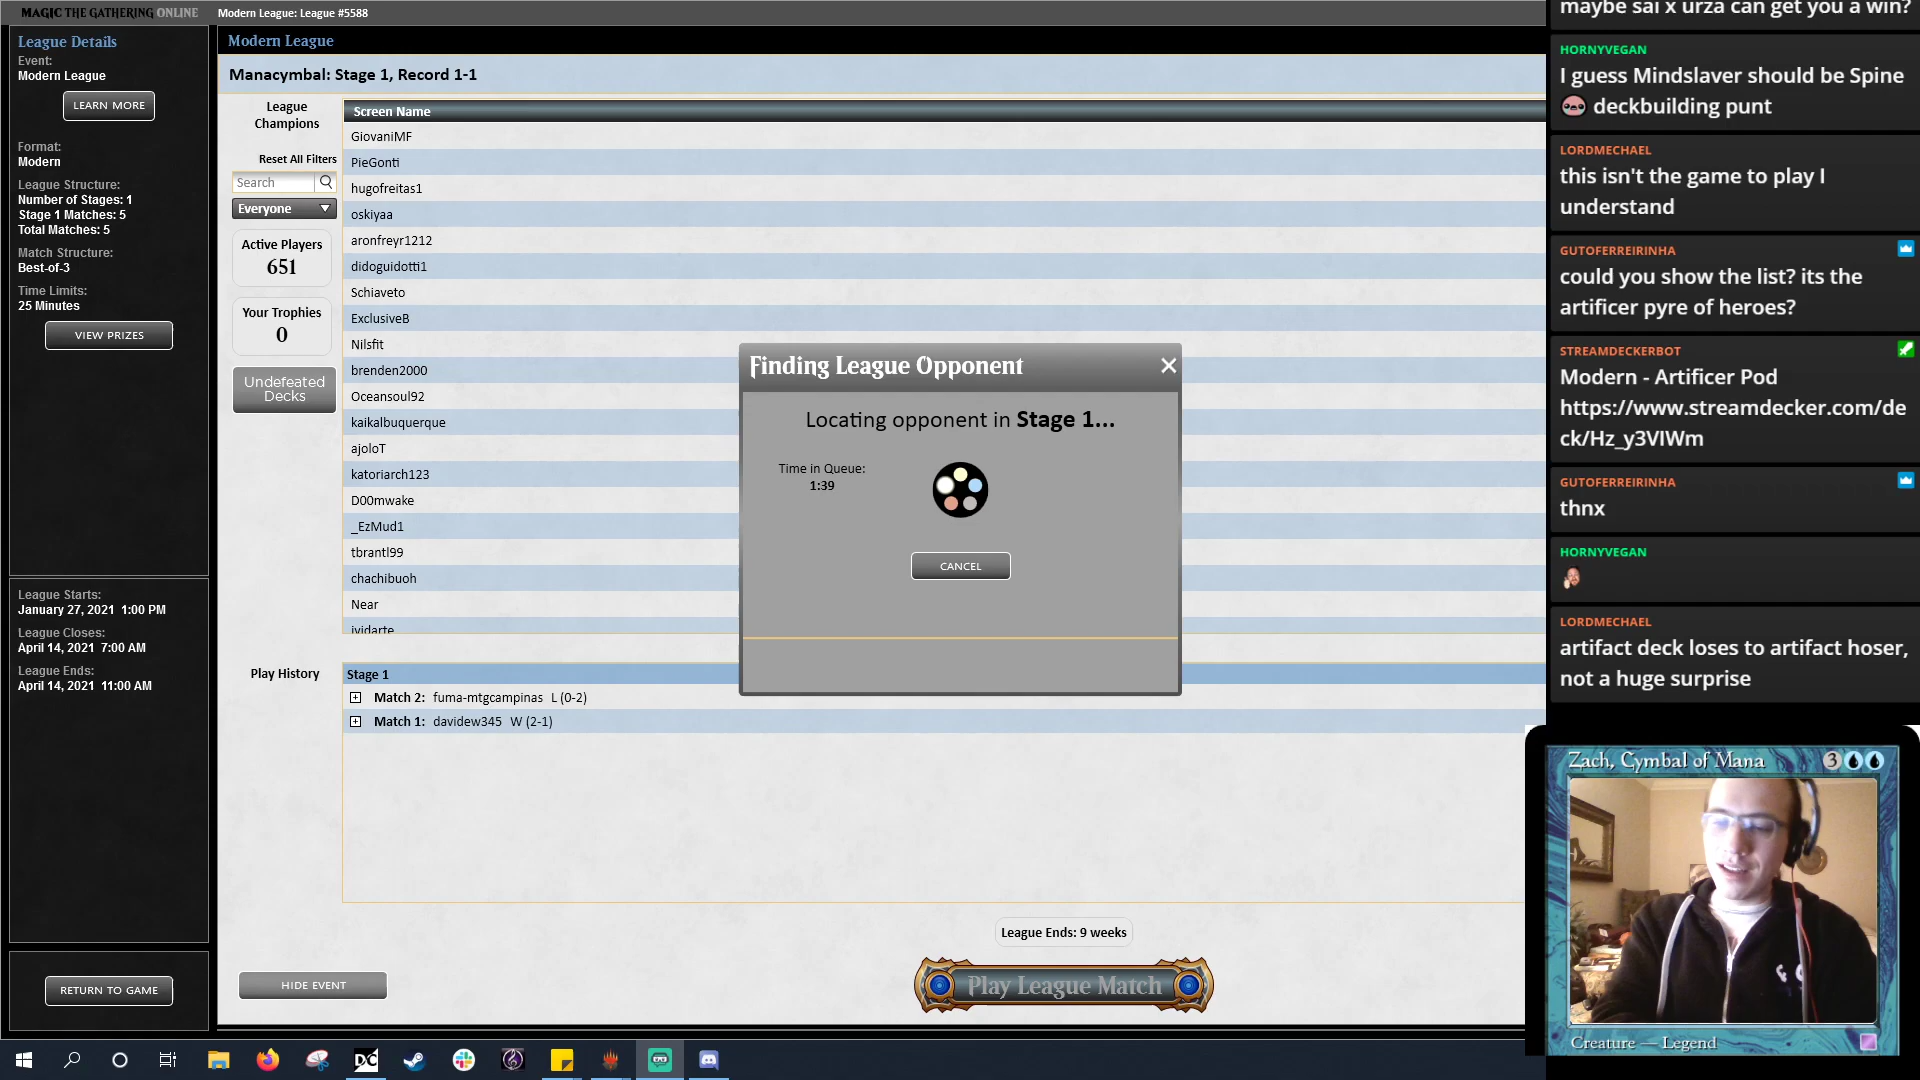 MAGIC THE GATHERING ONLINE
Modern League: League #5588
League Details
Event:
Modern League
LEARN MORE
Format:
Modern
League Structure:
Number of Stages: 1
Stage 1 Matches: 5
Total Matches: 5
Match Structure:
Best-of-3
Time Limits:
25 Minutes
VIEW PRIZES
League Starts:
January 27, 2021 1:00 PM
League Closes:
April 14, 2021 7:00 AM
League Ends:
April 14, 2021 11:00 AM
RETURN TO GAME
Modern League
Manacymbal: Stage 1, Record 1-1
League
Champions
Reset All Filters
Search
Everyone
Active Players
651
Your Trophies
0
Undefeated
Decks
Screen Name
GiovaniMF
PieGonti
hugofreitas1
oskiyaa
aronfreyr1212
didoguidotti1
Schiaveto
ExclusiveB
Nilsfit
brenden2000
Oceansoul92
kaikalbuquerque
ajoloT
katoriarch123
D00mwake
_EzMud1
tbrantl99
chachibuoh
Near
ividarte
Finding League Opponent
Locating opponent in Stage 1...
Time in Queue:
1:39
CANCEL
Play History
Stage 1
Match 2: fuma-mtgcampinas L (0-2)
Match 1: davidew345 W (2-1)
League Ends: 9 weeks
HIDE EVENT
Play League Match
maybe sai x urza can get you a win?
HORNYVEGAN
I guess Mindslaver should be Spine
deckbuilding punt
LORDMECHAEL
this isn't the game to play I
understand
GUTOFERREIRINHA
could you show the list? its the
artificer pyre of heroes?
STREAMDECKERBOT
Modern - Artificer Pod
https://www.streamdecker.com/de
ck/Hz_y3VIWm
GUTOFERREIRINHA
thnx
HORNYVEGAN
LORDMECHAEL
artifact deck loses to artifact hoser,
not a huge surprise
Zach, Cymbal of Mana 3
Creature — Legend
DC